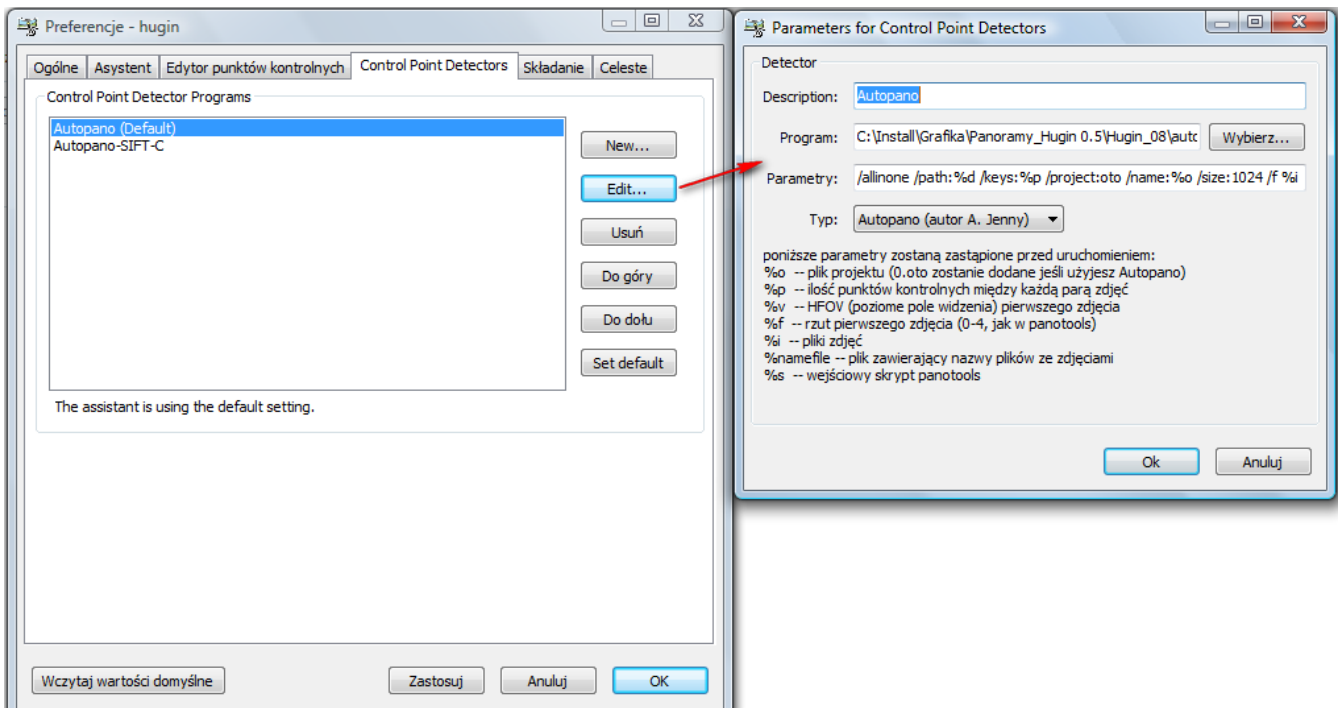 Preferencje - hugin
Ogólne Asystent Edytor punktów kontrolnych Control Point Detectors Składanie Celeste
Control Point Detector Programs
Autopano (Default)
Autopano-SIFT-C
New...
Edit...
Usuń
Do góry
Do dołu
Set default
The assistant is using the default setting.
Wczytaj wartości domyślne
Zastosuj
Anuluj
OK
Parameters for Control Point Detectors
Detector
Description: Autopano
Program: C:\Install\Grafika\Panoramy_Hugin 0.5\Hugin_08\autc Wybierz...
Parametry: /allinone /path:%d /keys:%p /project:oto /name:%o /size:1024 /f %i
Typ: Autopano (autor A. Jenny)
poniższe parametry zostaną zastąpione przed uruchomieniem:
%o -- plik projektu (0.oto zostanie dodane jeśli użyjesz Autopano)
%p -- ilość punktów kontrolnych między każdą parą zdjęć
%v -- HFOV (poziome pole widzenia) pierwszego zdjęcia
%f -- rzut pierwszego zdjęcia (0-4, jak w panotools)
%i -- pliki zdjęć
%namefile -- plik zawierający nazwy plików ze zdjęciami
%s -- wejściowy skrypt panotools
Ok
Anuluj